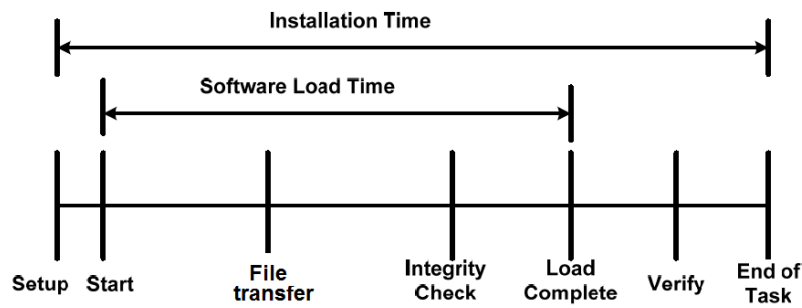 Installation Time
Software Load Time
Setup
Start
File
transfer
Integrity
Check
Load
Complete
Verify
End of
Task